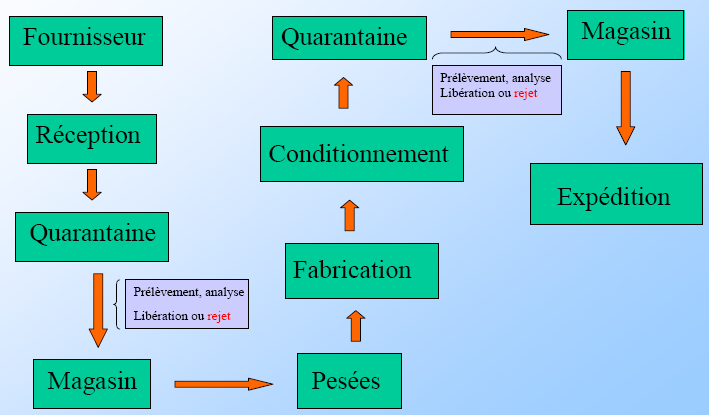 Fournisseur
Réception
Quarantaine
Prélèvement, analyse
Libération ou rejet
Magasin
Pesées
Fabrication
Conditionnement
Quarantaine
Prélèvement, analyse
Libération ou rejet
Magasin
Expédition